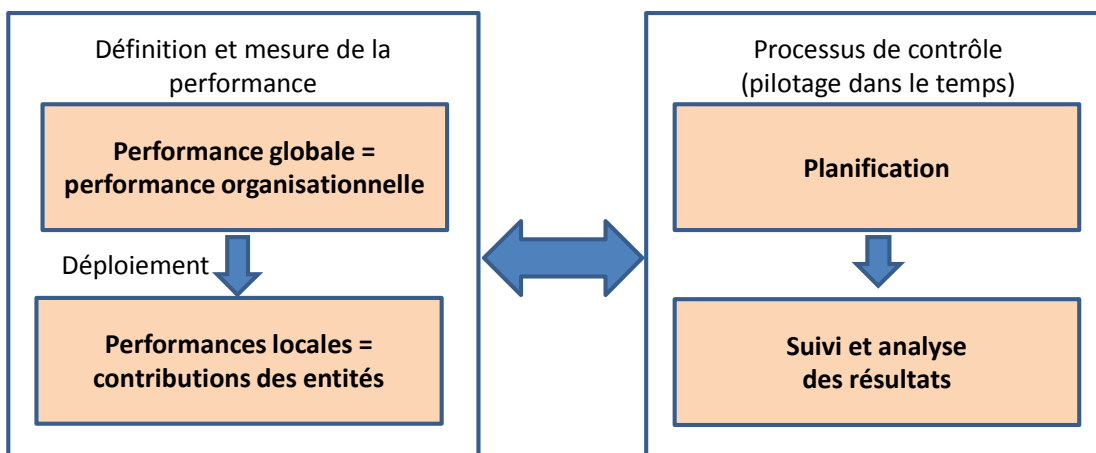 Définition et mesure de la
performance
Performance globale =
performance organisationnelle
Déploiement
Performances locales =
contributions des entités
Processus de contrôle
(pilotage dans le temps)
Planification
Suivi et analyse
des résultats